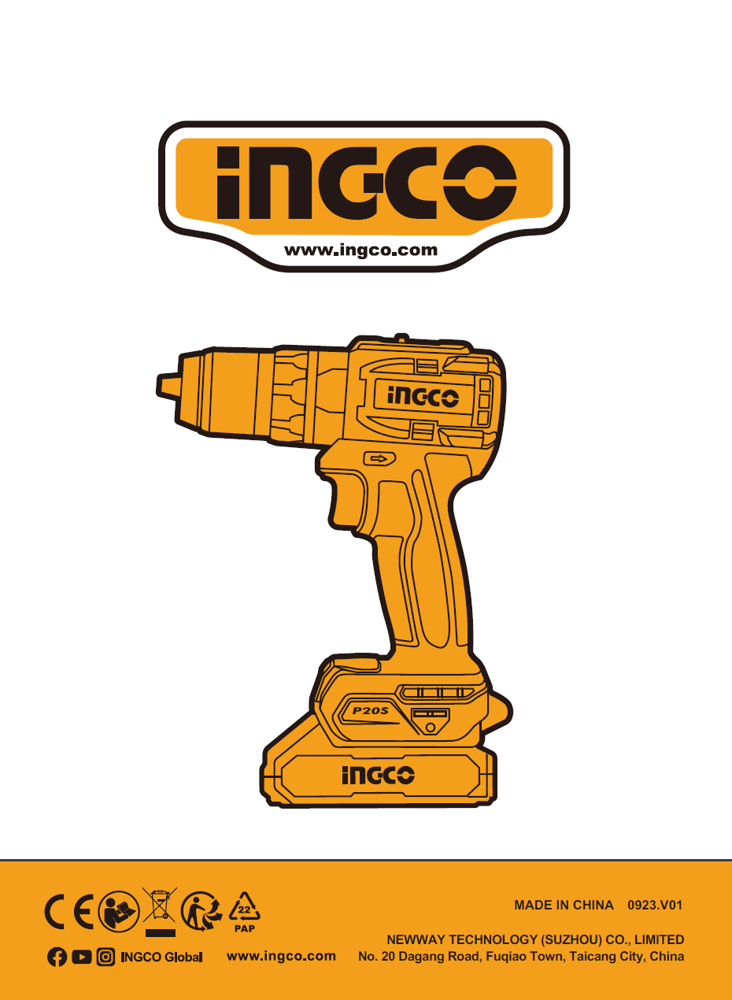 INGCO
www.ingco.com
INGCO
P20S
INGCO
CE
22
PAP
MADE IN CHINA 0923.V01
NEWWAY TECHNOLOGY (SUZHOU) CO., LIMITED
INGCO Global www.ingco.com No. 20 Dagang Road, Fuqiao Town, Taicang City, China